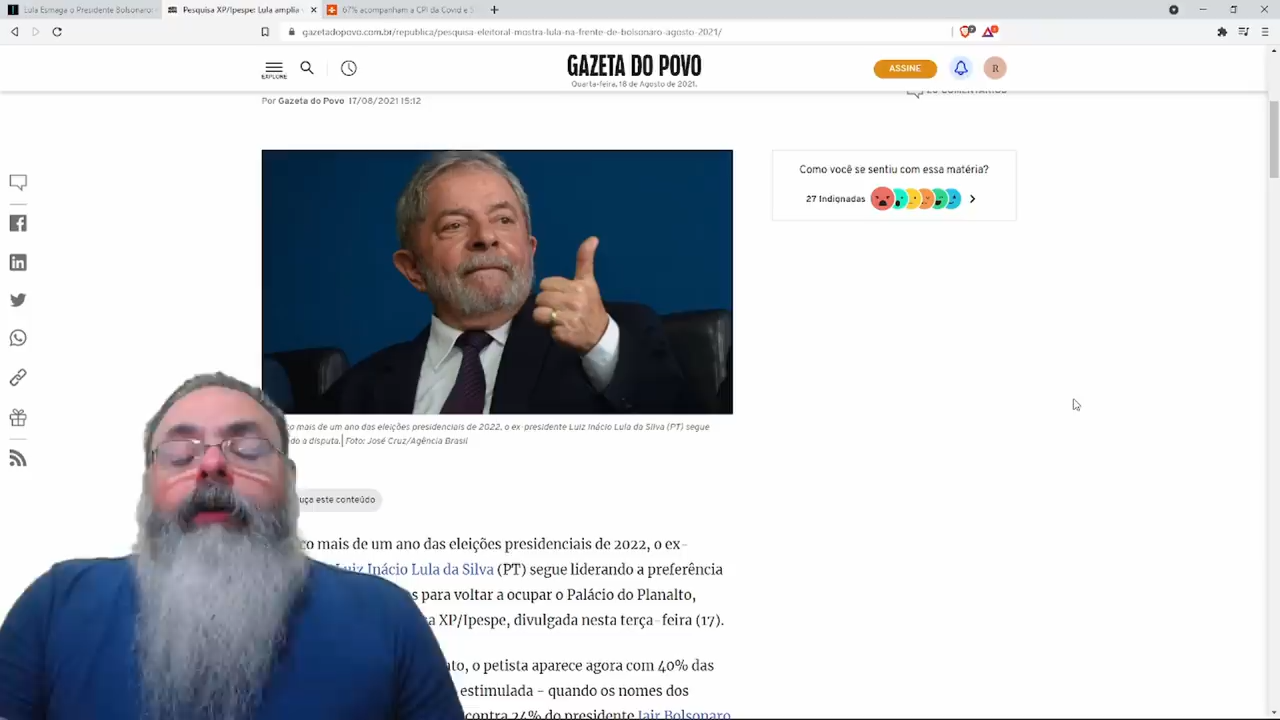 Lula Esmaga o Presidente Bolsonaro
Pesquisa XP/Ipespe: Lula amplia
67% acompanham a CPI da Covid e
gazetadopovo.com.br/republica/pesquisa-eleitoral-mostra-lula-na-frente-de-bolsonaro-agosto-2021/
EXPLORE
GAZETA DO POVO
Quarta-feira, 18 de Agosto de 2021.
ASSINE
R
Por Gazeta do Povo 17/08/2021 15:12
COMENTÁRIOS
Como você se sentiu com essa matéria?
27 Indignadas
co mais de um ano das eleições presidenciais de 2022, o ex-presidente Luiz Inácio Lula da Silva (PT) segue
do a disputa.| Foto: José Cruz/Agência Brasil
uça este conteúdo
co mais de um ano das eleições presidenciais de 2022, o ex-
Luiz Inácio Lula da Silva (PT) segue liderando a preferência
s para voltar a ocupar o Palácio do Planalto,
a XP/Ipespe, divulgada nesta terça-feira (17).
nto, o petista aparece agora com 40% das
estimulada - quando os nomes dos
contra 24% do presidente Jair Bolsonaro